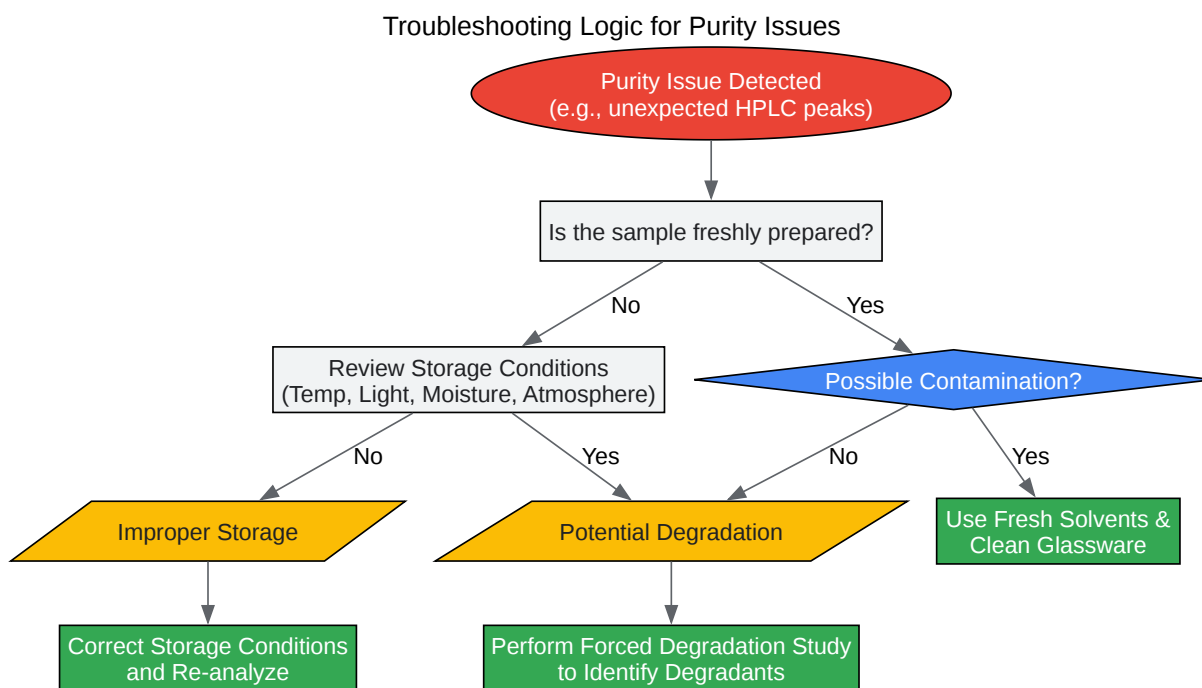 Troubleshooting Logic for Purity Issues
Purity Issue Detected
(e.g., unexpected HPLC peaks)
Is the sample freshly prepared?
No
Yes
Review Storage Conditions
(Temp, Light, Moisture, Atmosphere)
Possible Contamination?
No
Yes
No
Yes
Improper Storage
Potential Degradation
Use Fresh Solvents &
Clean Glassware
Correct Storage Conditions
and Re-analyze
Perform Forced Degradation Study
to Identify Degradants